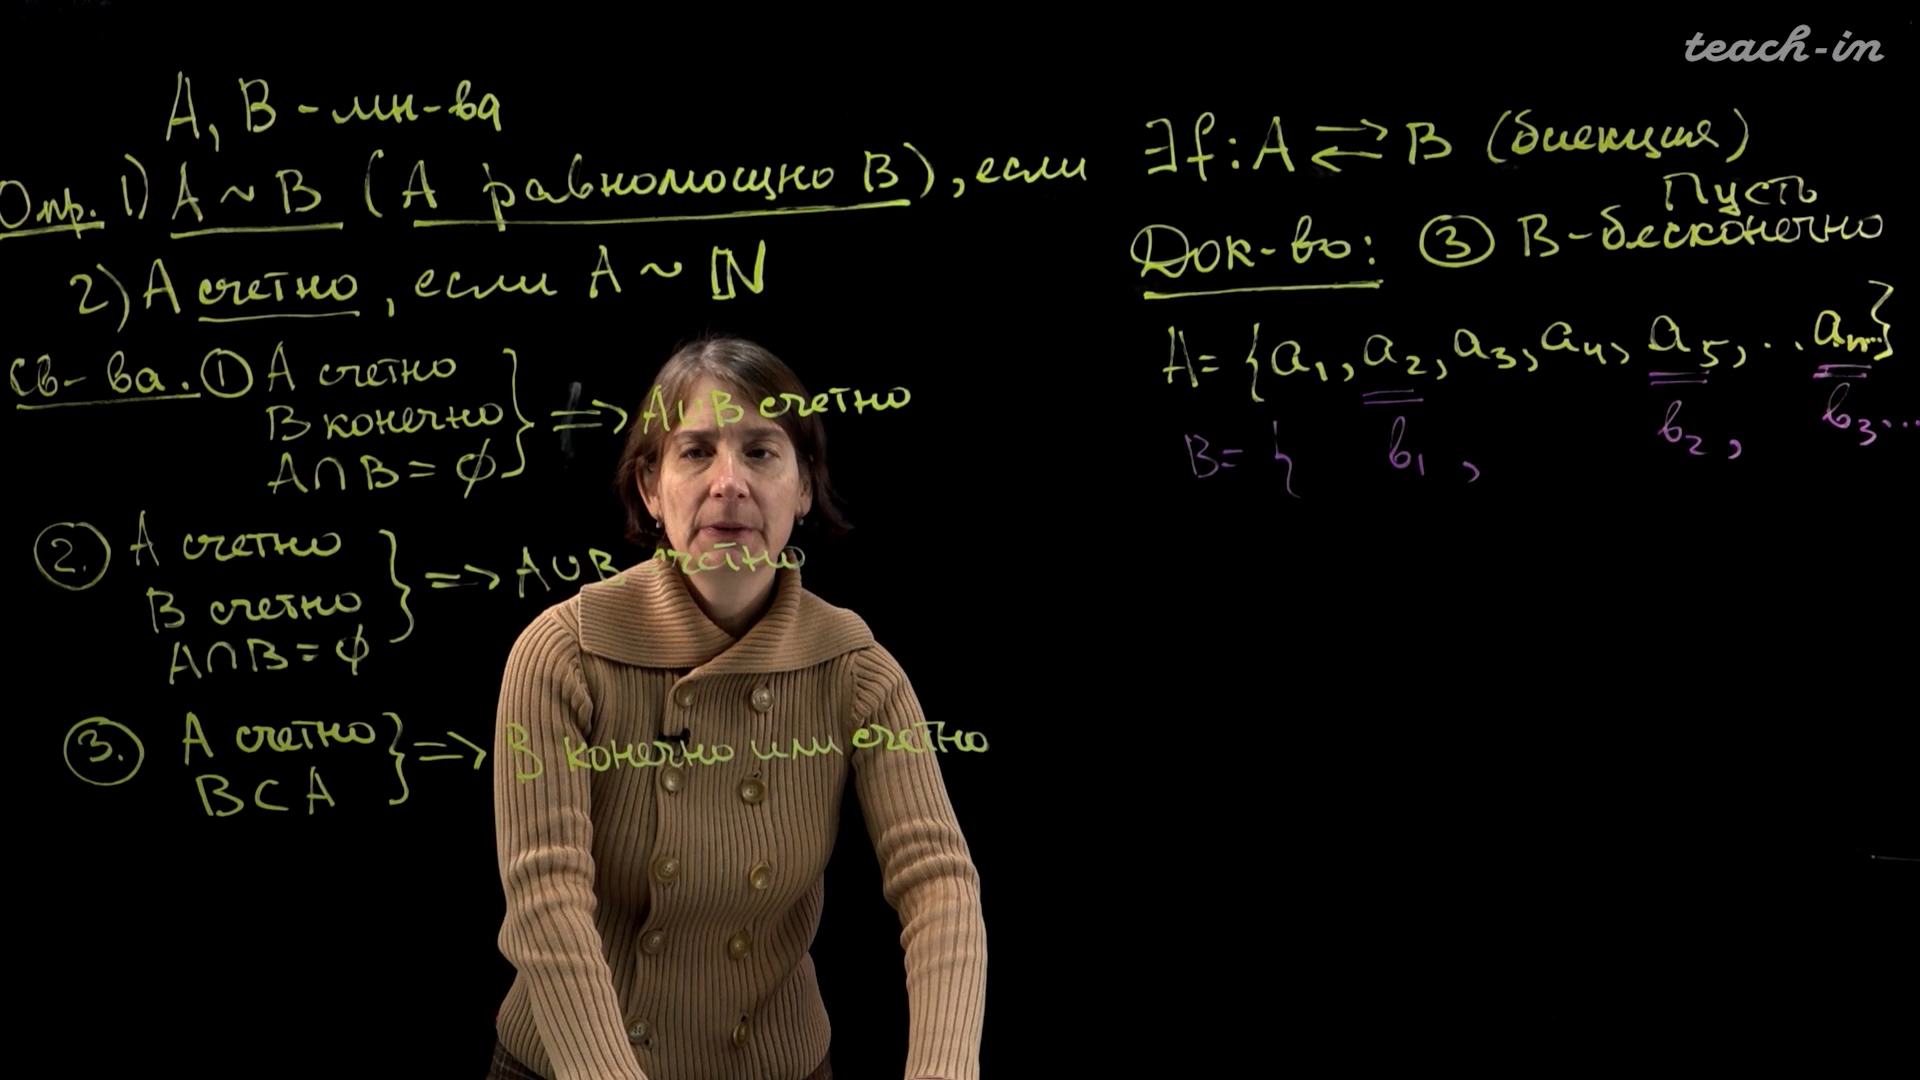 teach-in
A, B - мн-ва
Опр. 1) A ~ B (A равномощно B), если ∃ f : A ⇄ B (биекция)
2) A счетно, если A ~ ℕ
Св-ва. ① A счетно
B конечно
A∩B = ∅
=> A∪B счетно
②. A счетно
B счетно
A∩B = ∅
=> A∪B счетно
③. A счетно
B ⊂ A
=> B конечно или счетно
Пусть
Док-во: ③ B - бесконечно
A = {a₁, a₂, a₃, a₄, a₅, ... aₙ...}
B = { b₁, b₂, b₃...